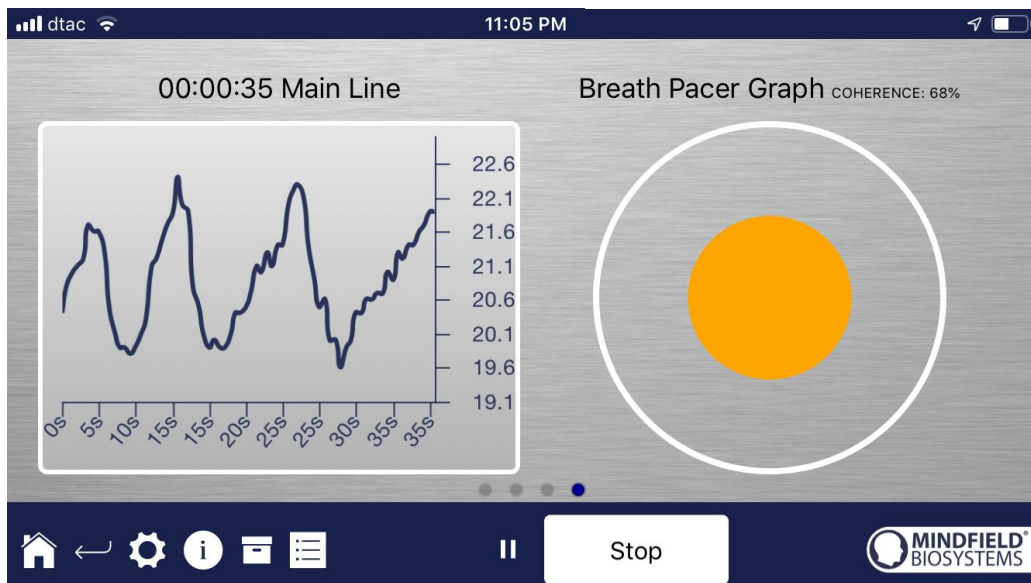 dtac
11:05 PM
00:00:35 Main Line
Breath Pacer Graph COHERENCE: 68%
22.6
22.1
21.6
21.1
20.6
20.1
19.6
19.1
0s 5s 10s 15s 15s 20s 25s 25s 30s 35s 35s
i
Stop
MINDFIELD®
BIOSYSTEMS